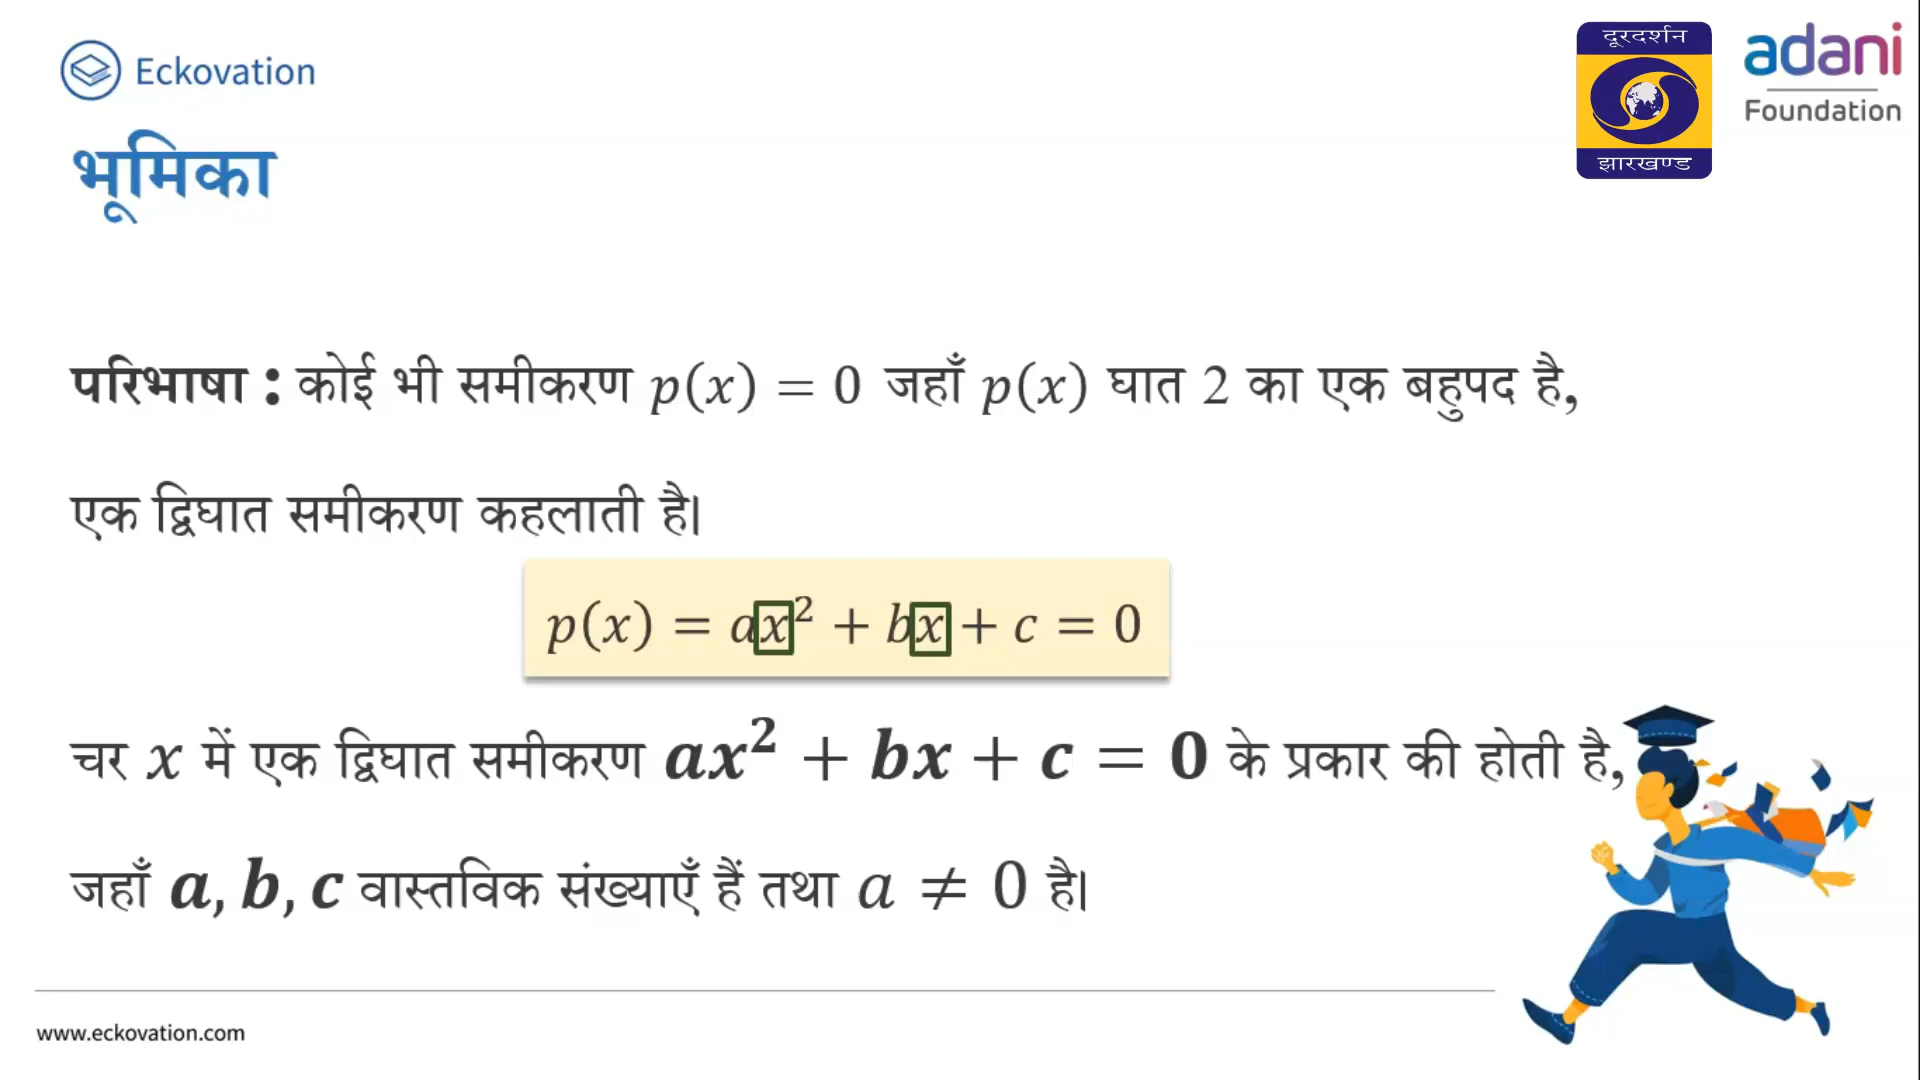 Eckovation
दूरदर्शन
झारखण्ड
adani
Foundation
भूमिका
परिभाषा : कोई भी समीकरण p(x) = 0 जहाँ p(x) घात 2 का एक बहुपद है,
एक द्विघात समीकरण कहलाती है।
p(x) = ax² + bx + c = 0
चर x में एक द्विघात समीकरण ax² + bx + c = 0 के प्रकार की होती है,
जहाँ a, b, c वास्तविक संख्याएँ हैं तथा a ≠ 0 है।
www.eckovation.com